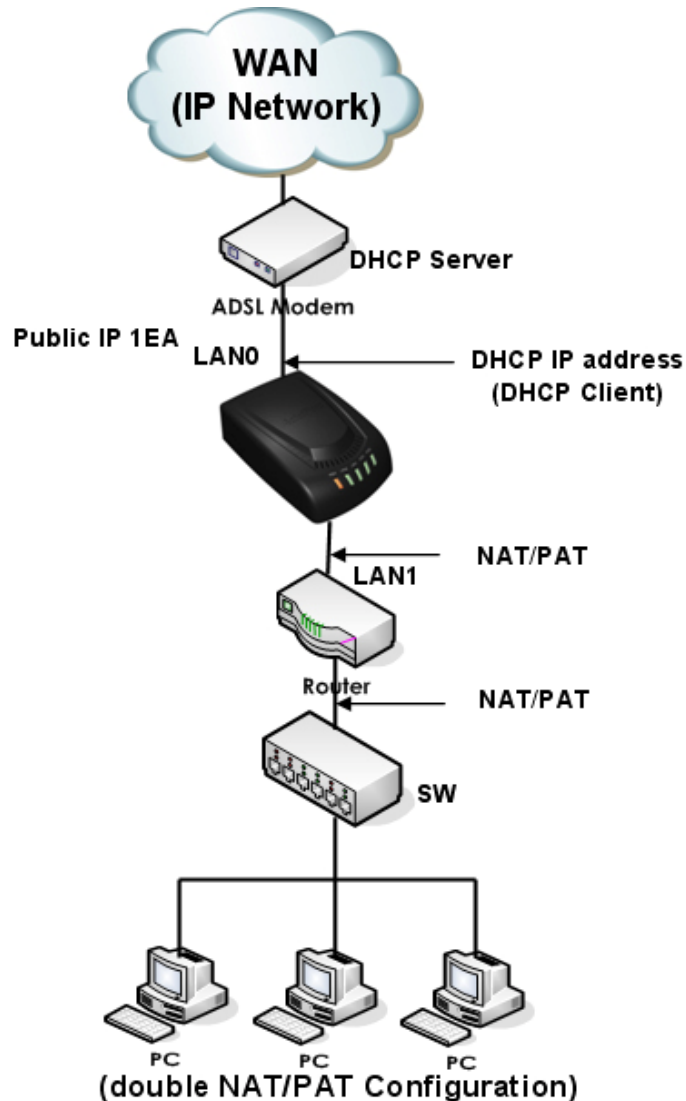 WAN
(IP Network)
DHCP Server
ADSL Modem
Public IP 1EA
LAN0
DHCP IP address
(DHCP Client)
NAT/PAT
LAN1
Router
NAT/PAT
SW
PC
PC
PC
(double NAT/PAT Configuration)